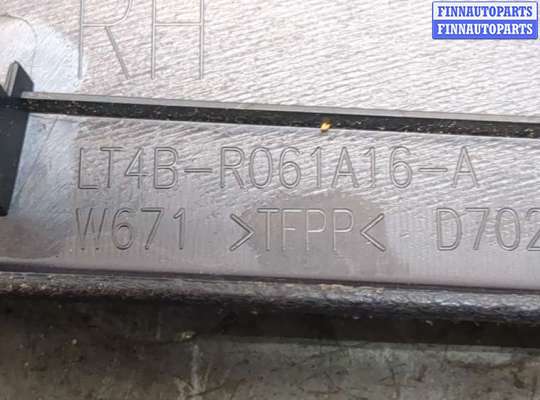 FINNAUTOPARTS
FINNAUTOPARTS
RH
LT4B-R061A16-A
W671 >TFPP< D702